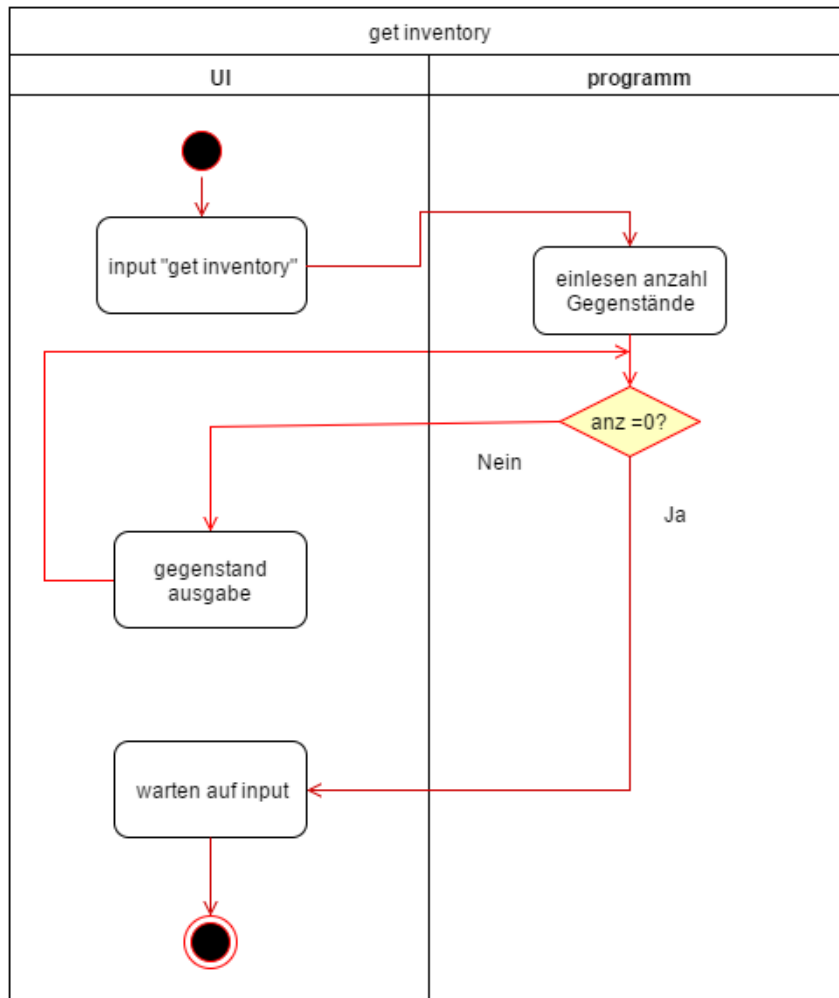 get inventory
UI
programm
input "get inventory"
einlesen anzahl
Gegenstände
anz =0?
Nein
Ja
gegenstand
ausgabe
warten auf input